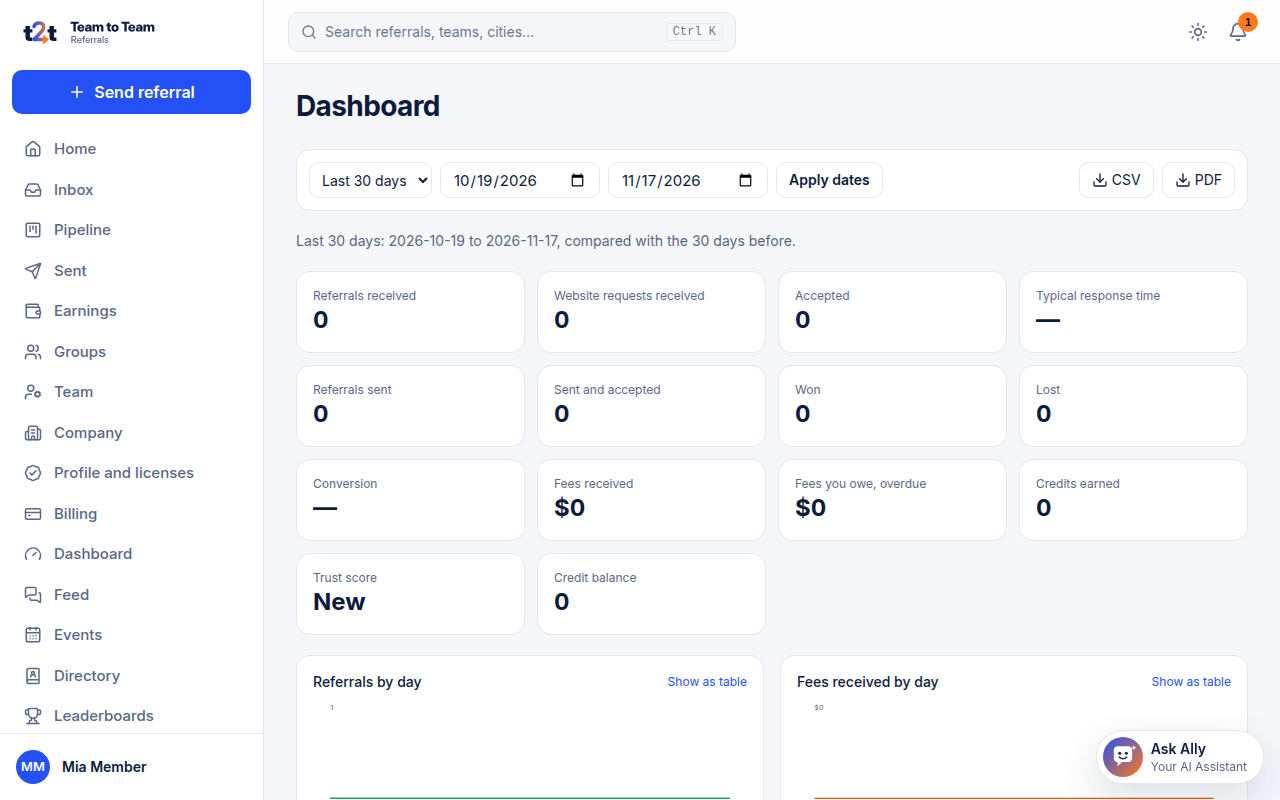 t2t Team to Team
Referrals
Send referral
Home
Inbox
Pipeline
Sent
Earnings
Groups
Team
Company
Profile and licenses
Billing
Dashboard
Feed
Events
Directory
Leaderboards
MM Mia Member
Search referrals, teams, cities... Ctrl K
1
Dashboard
Last 30 days 10/19/2026 11/17/2026 Apply dates CSV PDF
Last 30 days: 2026-10-19 to 2026-11-17, compared with the 30 days before.
Referrals received
0
Website requests received
0
Accepted
0
Typical response time
—
Referrals sent
0
Sent and accepted
0
Won
0
Lost
0
Conversion
—
Fees received
$0
Fees you owe, overdue
$0
Credits earned
0
Trust score
New
Credit balance
0
Referrals by day Show as table
1
Fees received by day Show as table
$0
Ask Ally
Your AI Assistant